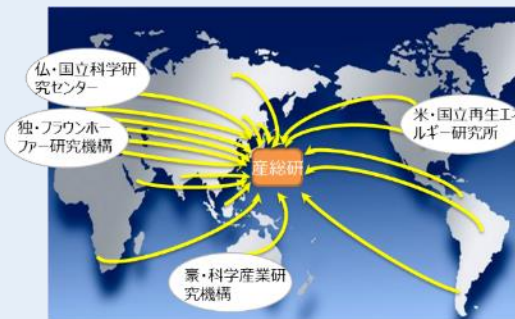 仏・国立科学研
究センター
独・フラウンホー
ファー研究機構
米・国立再生エネ
ルギー研究所
産総研
豪・科学産業研
究機構